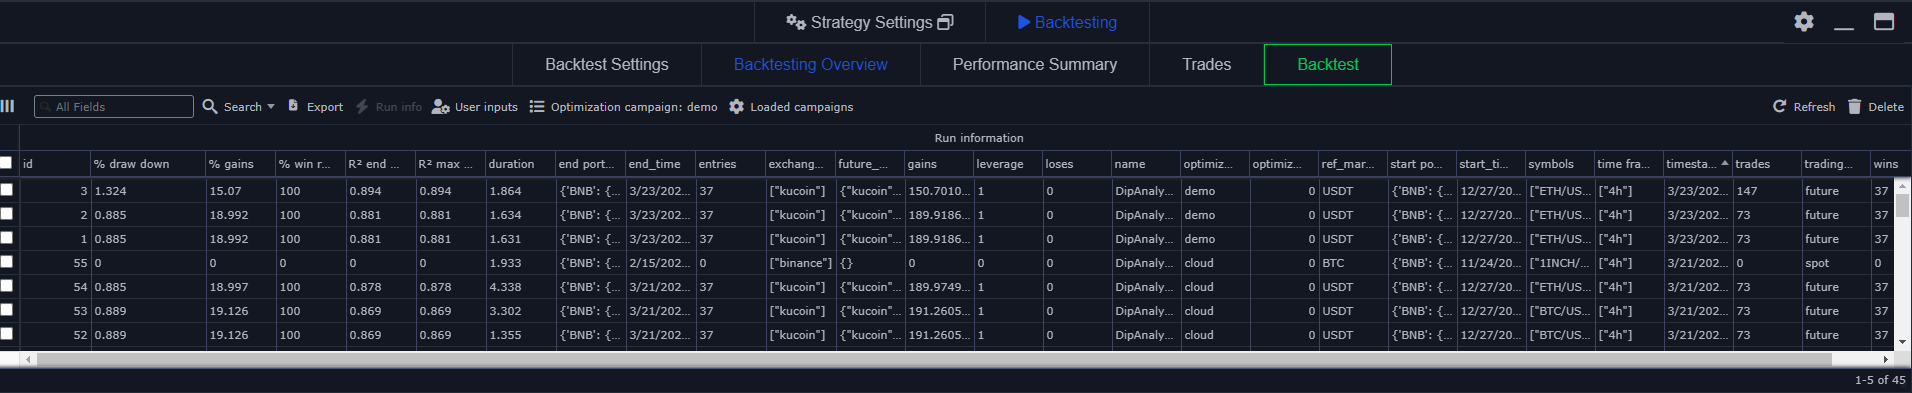 Strategy Settings Backtesting
Backtest Settings Backtesting Overview Performance Summary Trades Backtest
All Fields Search Export Run info User inputs Optimization campaign: demo Loaded campaigns Refresh Delete
Run information
id % draw down % gains % win r... R² end ... R² max ... duration end port... end_time entries exchang... future_... gains leverage loses name optimiz... optimiz... ref_mar... start po... start_ti... symbols time fra... timesta... trades trading... wins
3 1.324 15.07 100 0.894 0.894 1.864 {'BNB': {... 3/23/202... 37 ["kucoin"] {"kucoin"... 150.7010... 1 0 DipAnaly... demo 0 USDT {'BNB': {... 12/27/20... ["ETH/US... ["4h"] 3/23/202... 147 future 37
2 0.885 18.992 100 0.881 0.881 1.634 {'BNB': {... 3/23/202... 37 ["kucoin"] {"kucoin"... 189.9186... 1 0 DipAnaly... demo 0 USDT {'BNB': {... 12/27/20... ["ETH/US... ["4h"] 3/23/202... 73 future 37
1 0.885 18.992 100 0.881 0.881 1.631 {'BNB': {... 3/23/202... 37 ["kucoin"] {"kucoin"... 189.9186... 1 0 DipAnaly... demo 0 USDT {'BNB': {... 12/27/20... ["ETH/US... ["4h"] 3/23/202... 73 future 37
55 0 0 0 0 0 1.933 {'BNB': {... 2/15/202... 0 ["binance"] {} 0 0 0 DipAnaly... cloud 0 BTC {'BNB': {... 11/24/20... ["1INCH/... ["4h"] 3/21/202... 0 spot 0
54 0.885 18.997 100 0.878 0.878 4.338 {'BNB': {... 3/21/202... 37 ["kucoin"] {"kucoin"... 189.9749... 1 0 DipAnaly... cloud 0 USDT {'BNB': {... 12/27/20... ["ETH/US... ["4h"] 3/21/202... 73 future 37
53 0.889 19.126 100 0.869 0.869 3.302 {'BNB': {... 3/21/202... 37 ["kucoin"] {"kucoin"... 191.2605... 1 0 DipAnaly... cloud 0 USDT {'BNB': {... 12/27/20... ["BTC/US... ["4h"] 3/21/202... 73 future 37
52 0.889 19.126 100 0.869 0.869 1.355 {'BNB': {... 3/21/202... 37 ["kucoin"] {"kucoin"... 191.2605... 1 0 DipAnaly... cloud 0 USDT {'BNB': {... 12/27/20... ["BTC/US... ["4h"] 3/21/202... 73 future 37
1-5 of 45